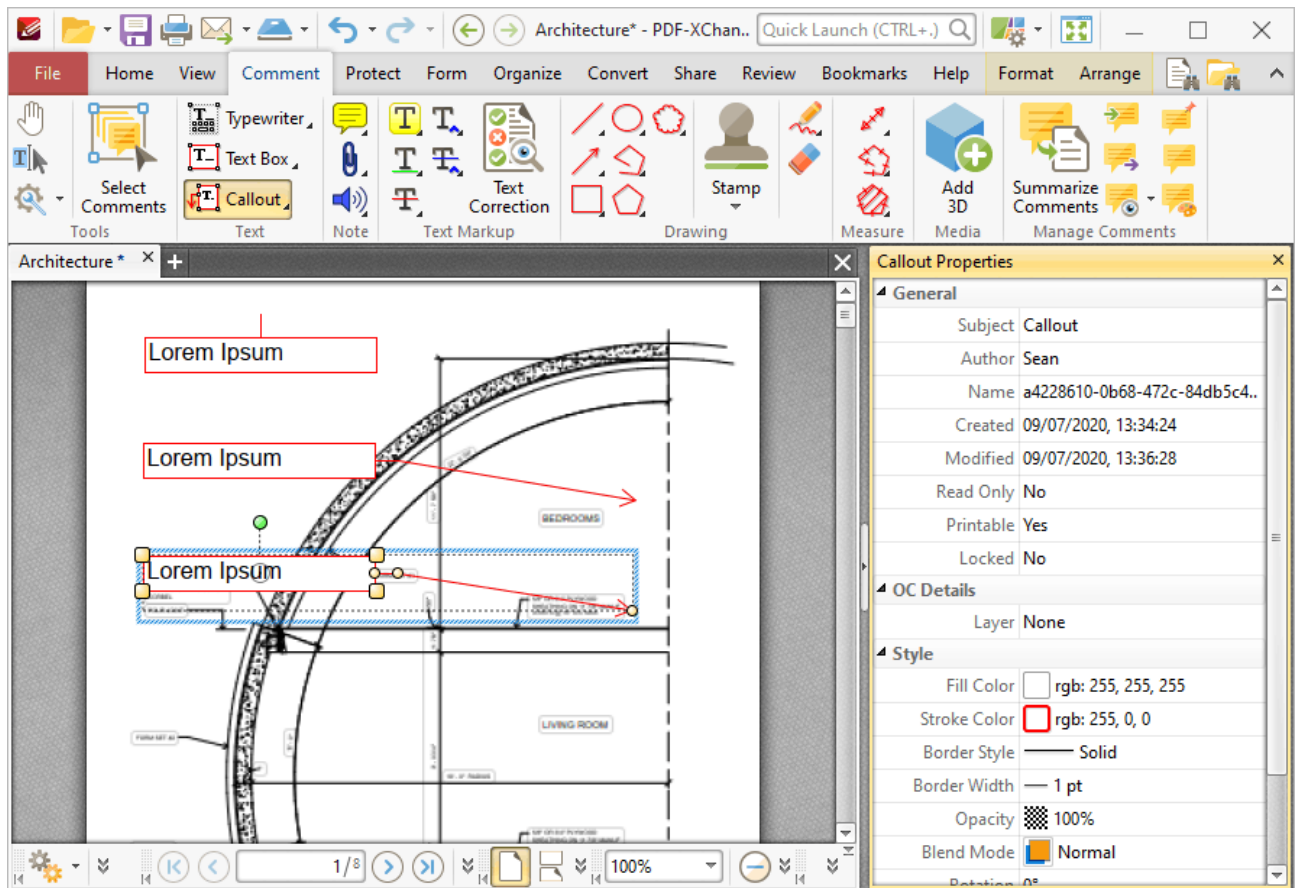 Architecture* - PDF-XChan.. Quick Launch (CTRL+.)
File Home View Comment Protect Form Organize Convert Share Review Bookmarks Help Format Arrange
Typewriter
Text Box
Callout
Select Comments
Text Correction
Stamp
Add 3D
Summarize Comments
Tools Text Note Text Markup Drawing Measure Media Manage Comments
Architecture *
Callout Properties
General
Subject Callout
Author Sean
Name a4228610-0b68-472c-84db5c4..
Created 09/07/2020, 13:34:24
Modified 09/07/2020, 13:36:28
Read Only No
Printable Yes
Locked No
OC Details
Layer None
Style
Fill Color rgb: 255, 255, 255
Stroke Color rgb: 255, 0, 0
Border Style Solid
Border Width 1 pt
Opacity 100%
Blend Mode Normal
Rotation 0°
Lorem Ipsum
Lorem Ipsum
BEDROOMS
Lorem Ipsum
LIVING ROOM
1/8
100%